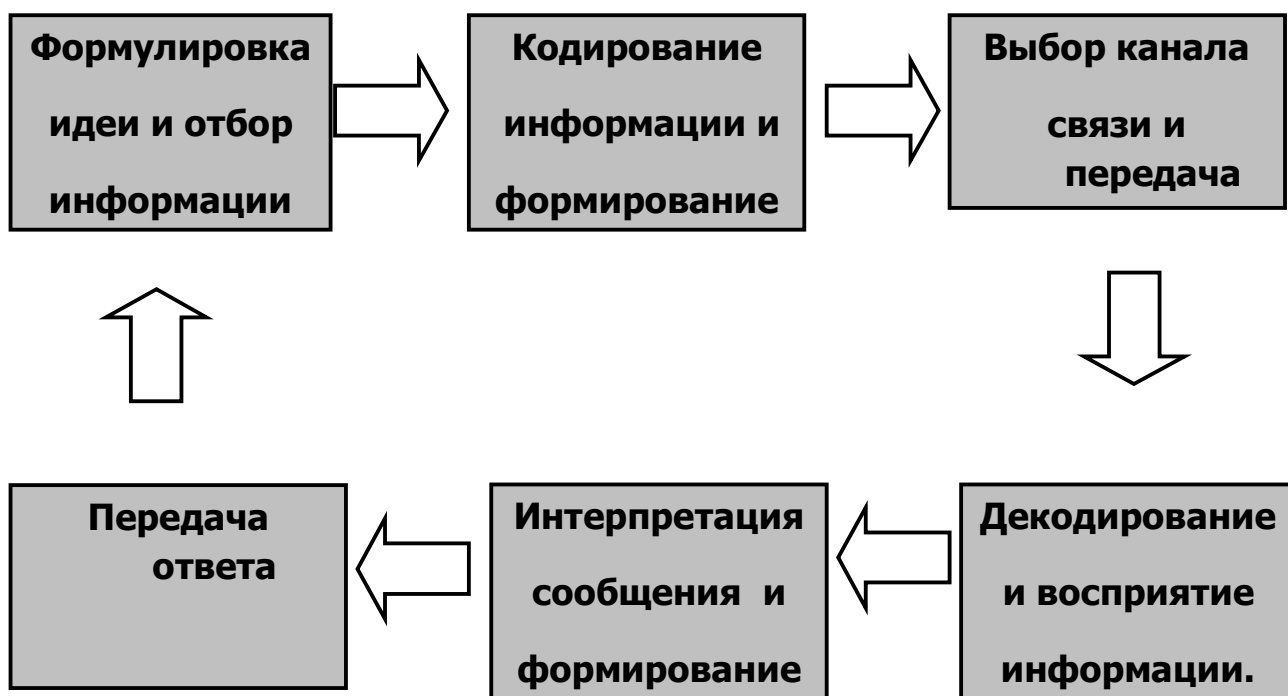 Формулировка
идеи и отбор
информации
Кодирование
информации и
формирование
Выбор канала
связи и
передача
Передача
ответа
Интерпретация
сообщения и
формирование
Декодирование
и восприятие
информации.